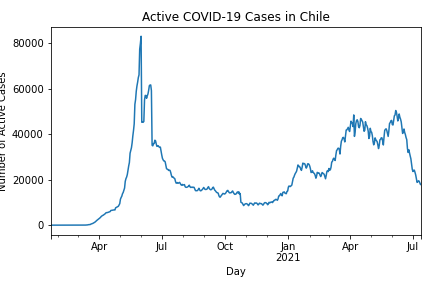 Active COVID-19 Cases in Chile
Number of Active Cases
80000
60000
40000
20000
0
Apr Jul Oct Jan Apr Jul
2021
Day